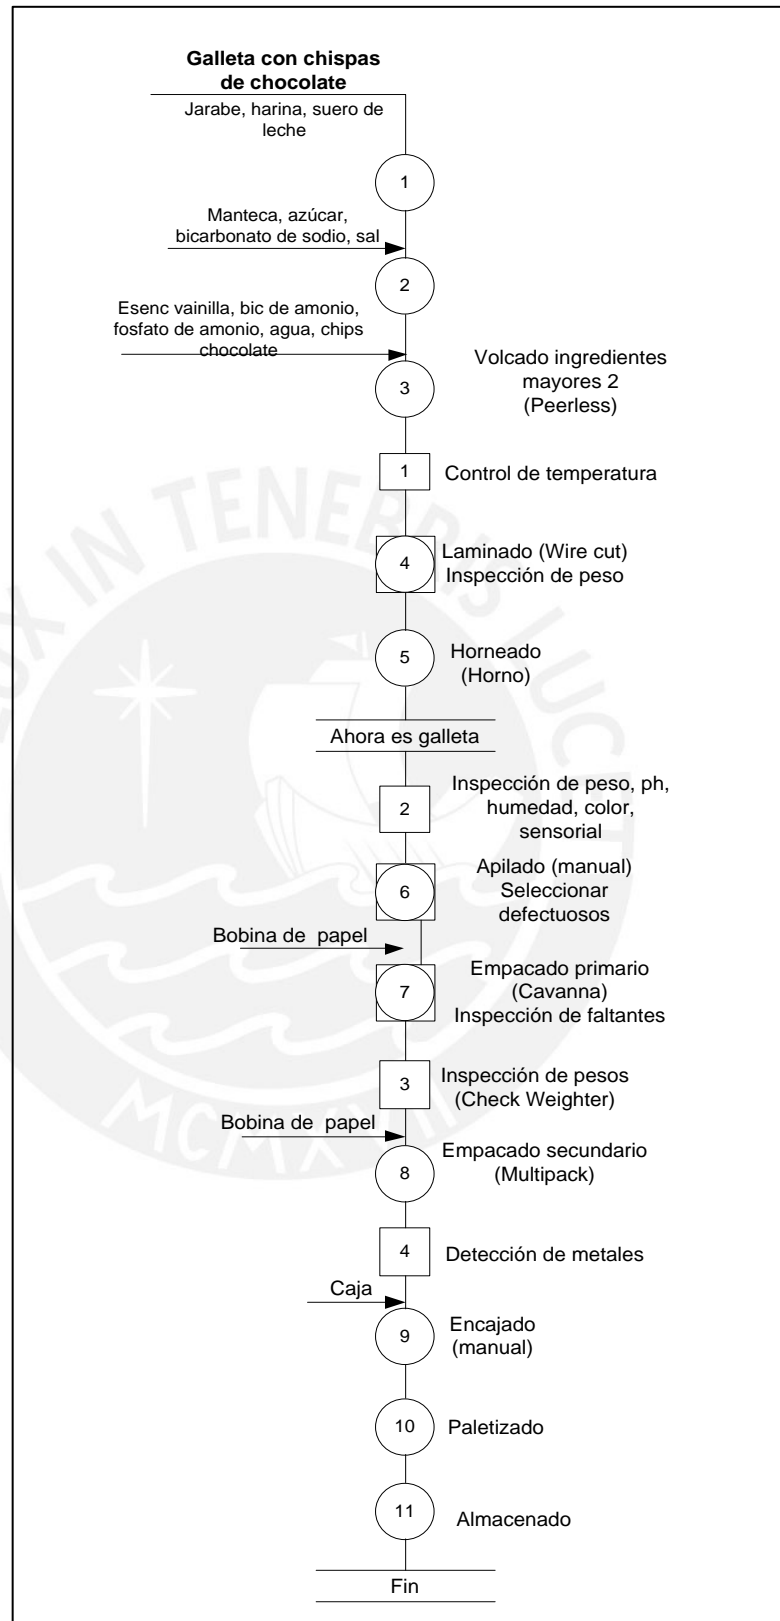 Galleta con chispas
de chocolate
Jarabe, harina, suero de
leche
1
Manteca, azúcar,
bicarbonato de sodio, sal
2
Esenc vainilla, bic de amonio,
fosfato de amonio, agua, chips
chocolate
3
Volcado ingredientes
mayores 2
(Peerless)
1
Control de temperatura
4
Laminado (Wire cut)
Inspección de peso
5
Horneado
(Horno)
Ahora es galleta
2
Inspección de peso, ph,
humedad, color,
sensorial
6
Apilado (manual)
Seleccionar
defectuosos
Bobina de papel
7
Empacado primario
(Cavanna)
Inspección de faltantes
3
Inspección de pesos
(Check Weighter)
Bobina de papel
8
Empacado secundario
(Multipack)
4
Detección de metales
Caja
9
Encajado
(manual)
10
Paletizado
11
Almacenado
Fin